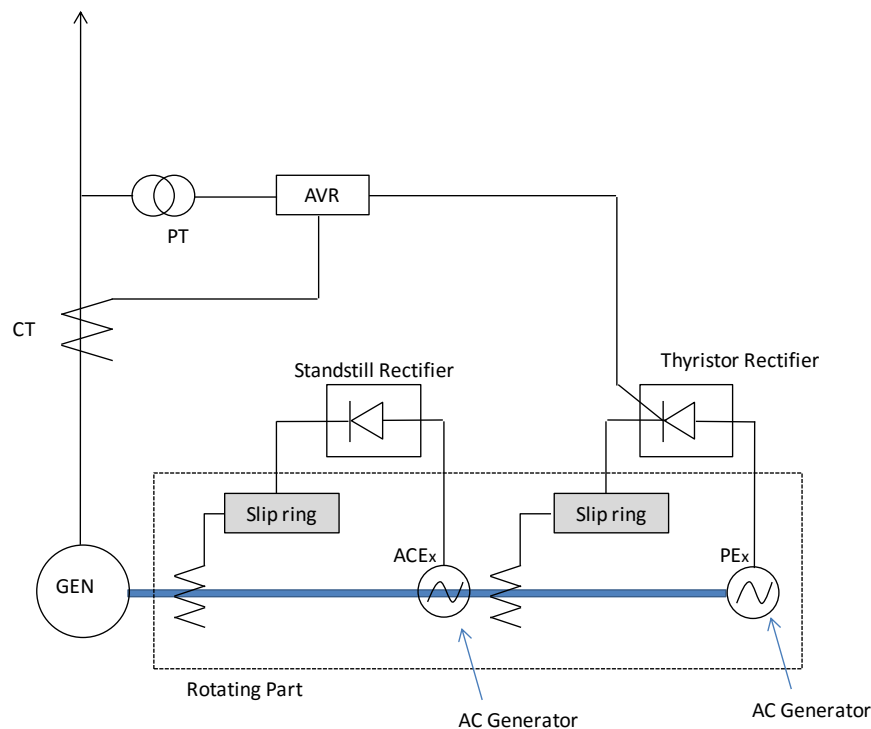 AVR
PT
CT
Standstill Rectifier
Thyristor Rectifier
Slip ring
Slip ring
ACEx
PEx
GEN
Rotating Part
AC Generator
AC Generator